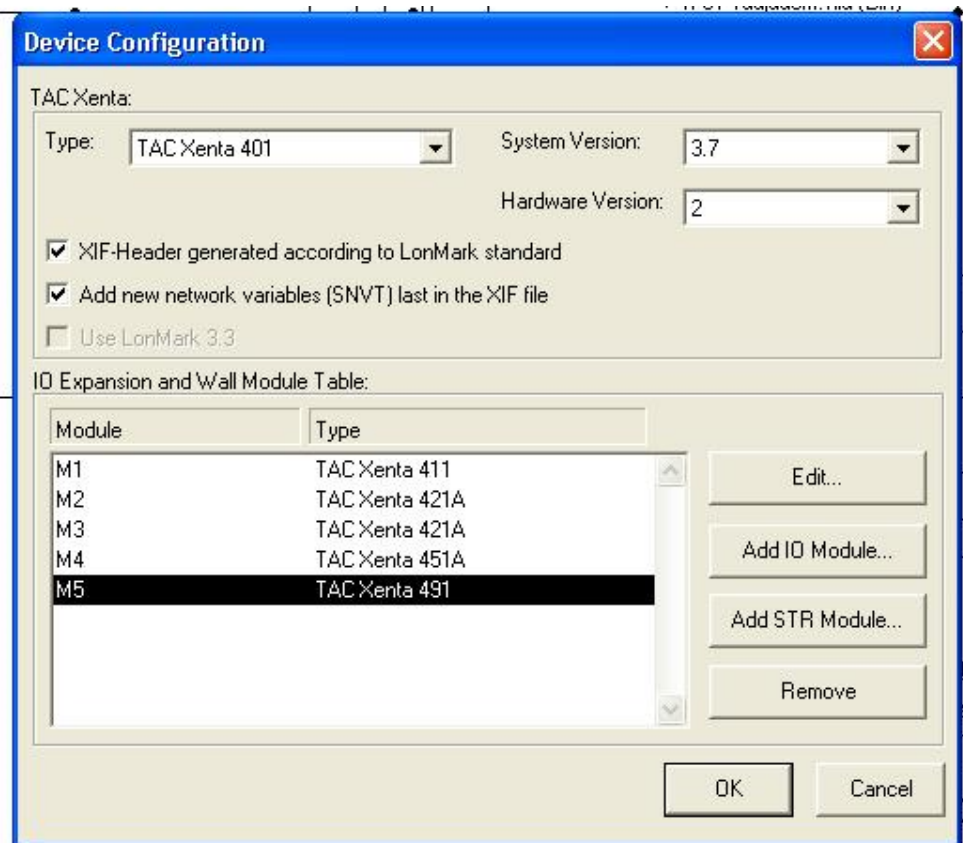 Device Configuration
TAC Xenta:
Type: TAC Xenta 401 System Version: 3.7
Hardware Version: 2
XIF-Header generated according to LonMark standard
Add new network variables (SNVT) last in the XIF file
Use LonMark 3.3
IO Expansion and Wall Module Table:
Module Type
M1 TAC Xenta 411
M2 TAC Xenta 421A
M3 TAC Xenta 421A
M4 TAC Xenta 451A
M5 TAC Xenta 491
Edit...
Add IO Module...
Add STR Module...
Remove
OK Cancel